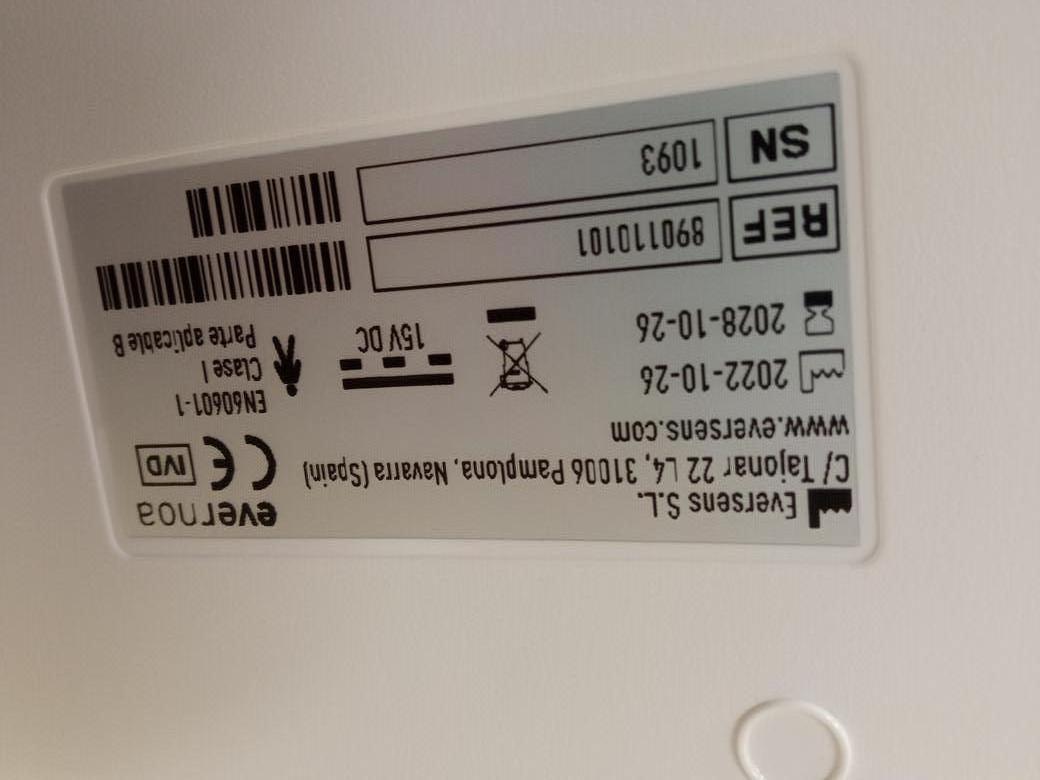 Eversens S.L.
C/ Tajonar 22 L4, 31006 Pamplona, Navarra (Spain)
www.eversens.com
evernoa
CE IVD
2022-10-26
2028-10-26
15V DC
EN60601-1
Clase I
Parte aplicable B
REF 890110101
SN 1093